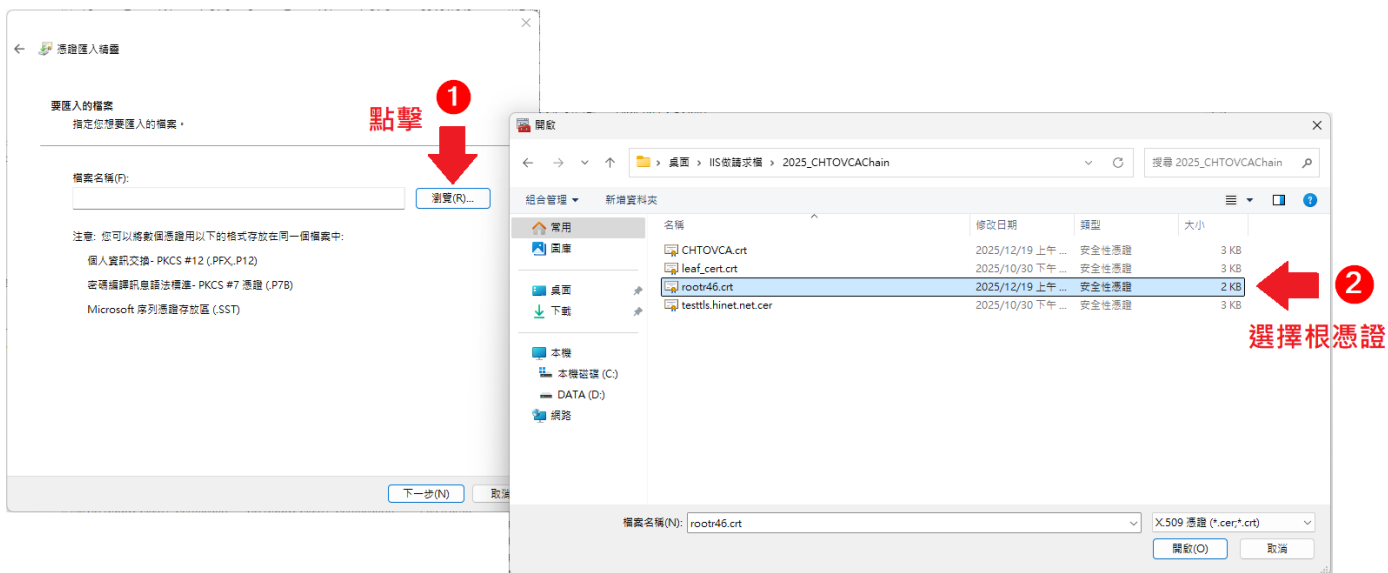 憑證匯入精靈
要匯入的檔案
指定您想要匯入的檔案。
點擊
1
檔案名稱(F):
瀏覽(R)...
注意: 您可以將數個憑證用以下的格式存放在同一個檔案中:
個人資訊交換- PKCS #12 (.PFX,.P12)
密碼編譯訊息語法標準- PKCS #7 憑證 (.P7B)
Microsoft 序列憑證存放區 (.SST)
下一步(N)
取消
開啟
桌面 › IIS做請求檔 › 2025_CHTOVCAChain
搜尋 2025_CHTOVCAChain
組合管理
新增資料夾
常用
圖庫
桌面
下載
本機
本機磁碟 (C:)
DATA (D:)
網路
名稱 修改日期 類型 大小
CHTOVCA.crt 2025/12/19 上午 ... 安全性憑證 3 KB
leaf_cert.crt 2025/10/30 下午 ... 安全性憑證 3 KB
rootr46.crt 2025/12/19 上午 ... 安全性憑證 2 KB
testtls.hinet.net.cer 2025/10/30 下午 ... 安全性憑證 3 KB
2
選擇根憑證
檔案名稱(N): rootr46.crt
X.509 憑證 (*.cer;*.crt)
開啟(O)
取消